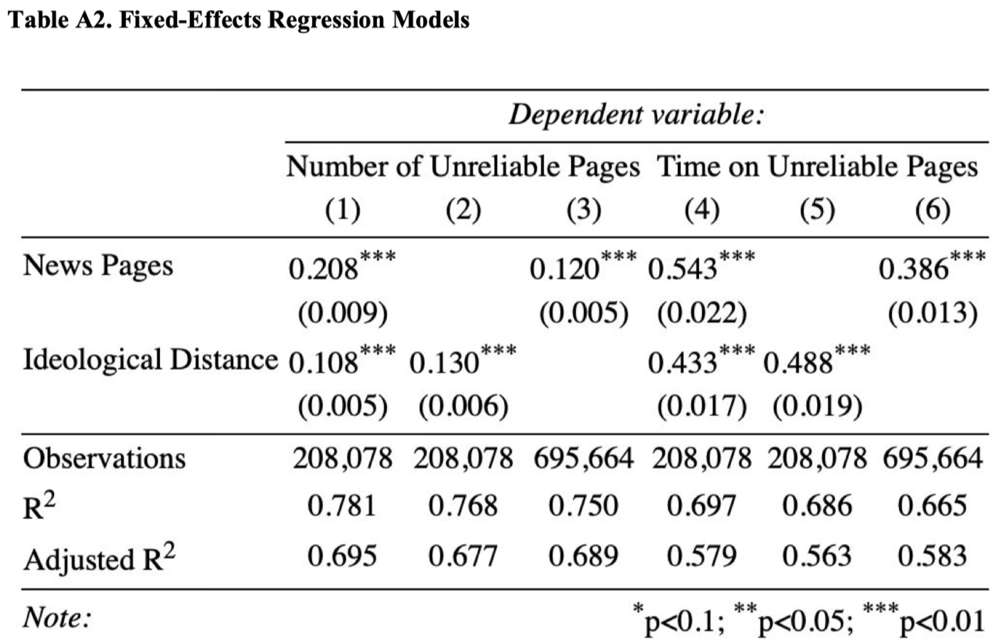 Table A2. Fixed-Effects Regression Models
Dependent variable:
Number of Unreliable Pages Time on Unreliable Pages
(1) (2) (3) (4) (5) (6)
News Pages 0.208*** 0.120*** 0.543*** 0.386***
(0.009) (0.005) (0.022) (0.013)
Ideological Distance 0.108*** 0.130*** 0.433*** 0.488***
(0.005) (0.006) (0.017) (0.019)
Observations 208,078 208,078 695,664 208,078 208,078 695,664
R² 0.781 0.768 0.750 0.697 0.686 0.665
Adjusted R² 0.695 0.677 0.689 0.579 0.563 0.583
Note: *p<0.1; **p<0.05; ***p<0.01